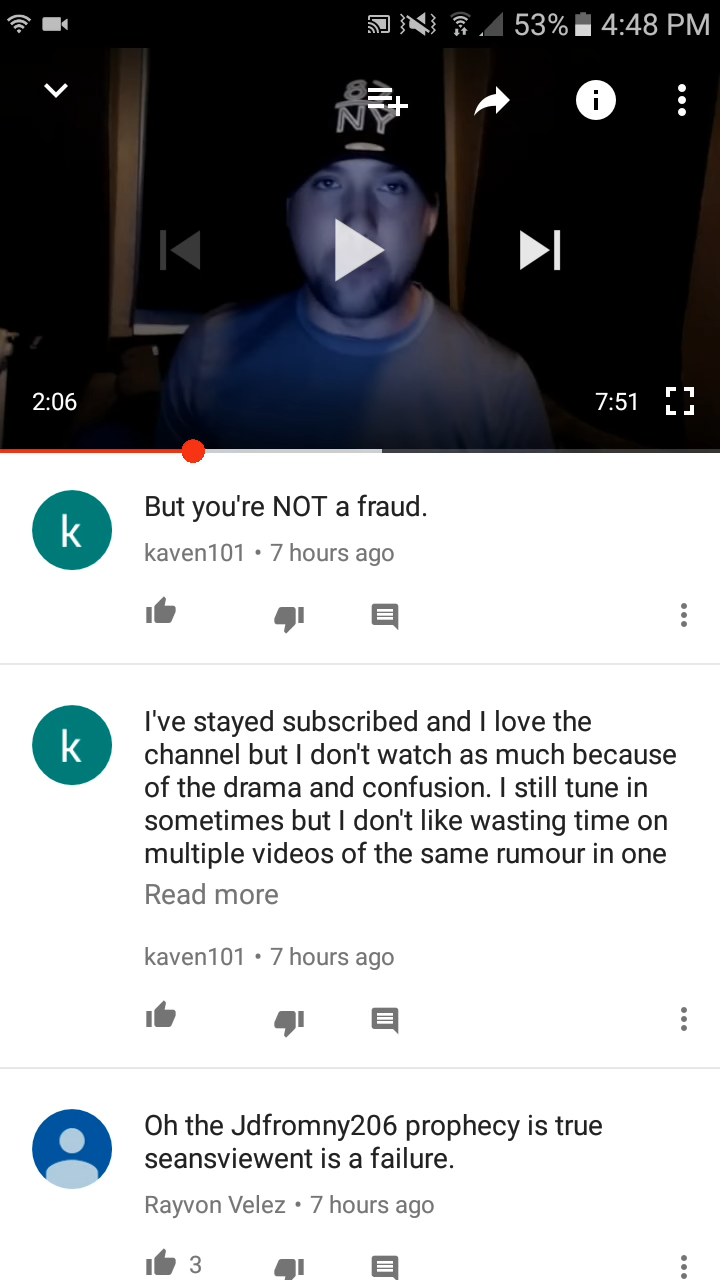 53% 4:48 PM
NY
2:06
7:51
k
But you're NOT a fraud.
kaven101 • 7 hours ago
k
I've stayed subscribed and I love the
channel but I don't watch as much because
of the drama and confusion. I still tune in
sometimes but I don't like wasting time on
multiple videos of the same rumour in one
Read more
kaven101 • 7 hours ago
Oh the Jdfromny206 prophecy is true
seansviewent is a failure.
Rayvon Velez • 7 hours ago
3